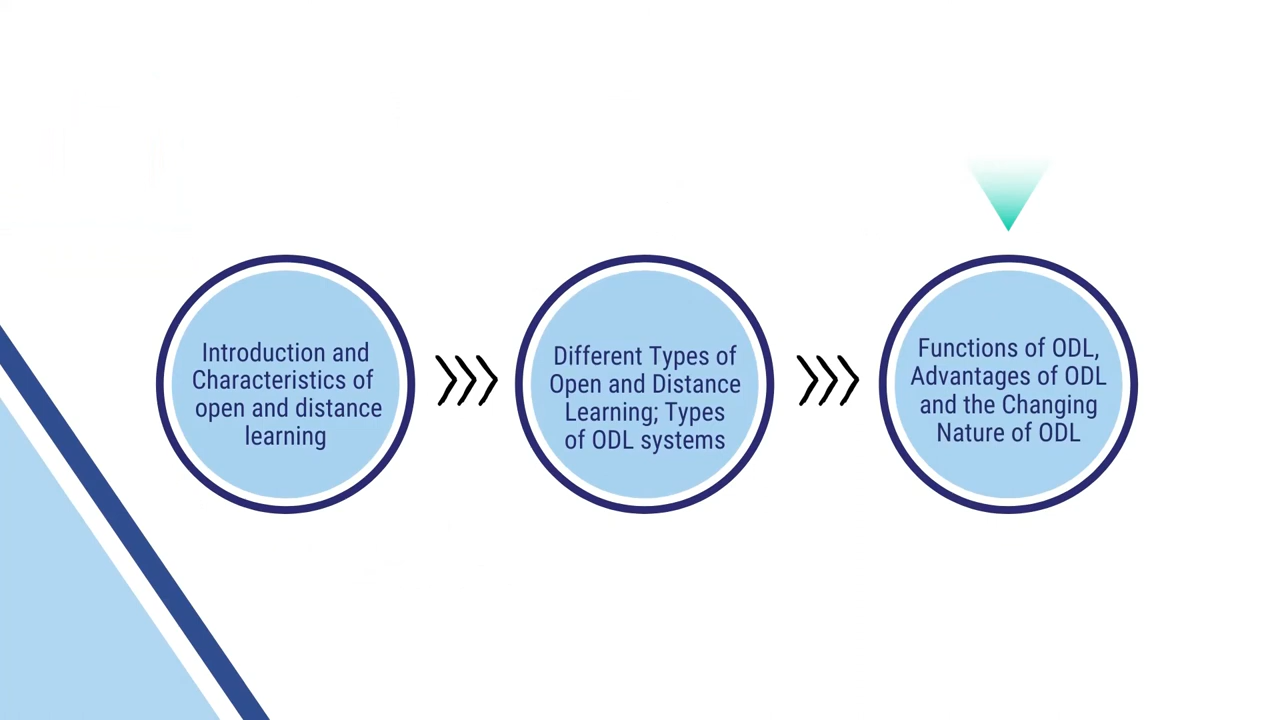 Introduction and
Characteristics of
open and distance
learning
Different Types of
Open and Distance
Learning; Types
of ODL systems
Functions of ODL,
Advantages of ODL
and the Changing
Nature of ODL